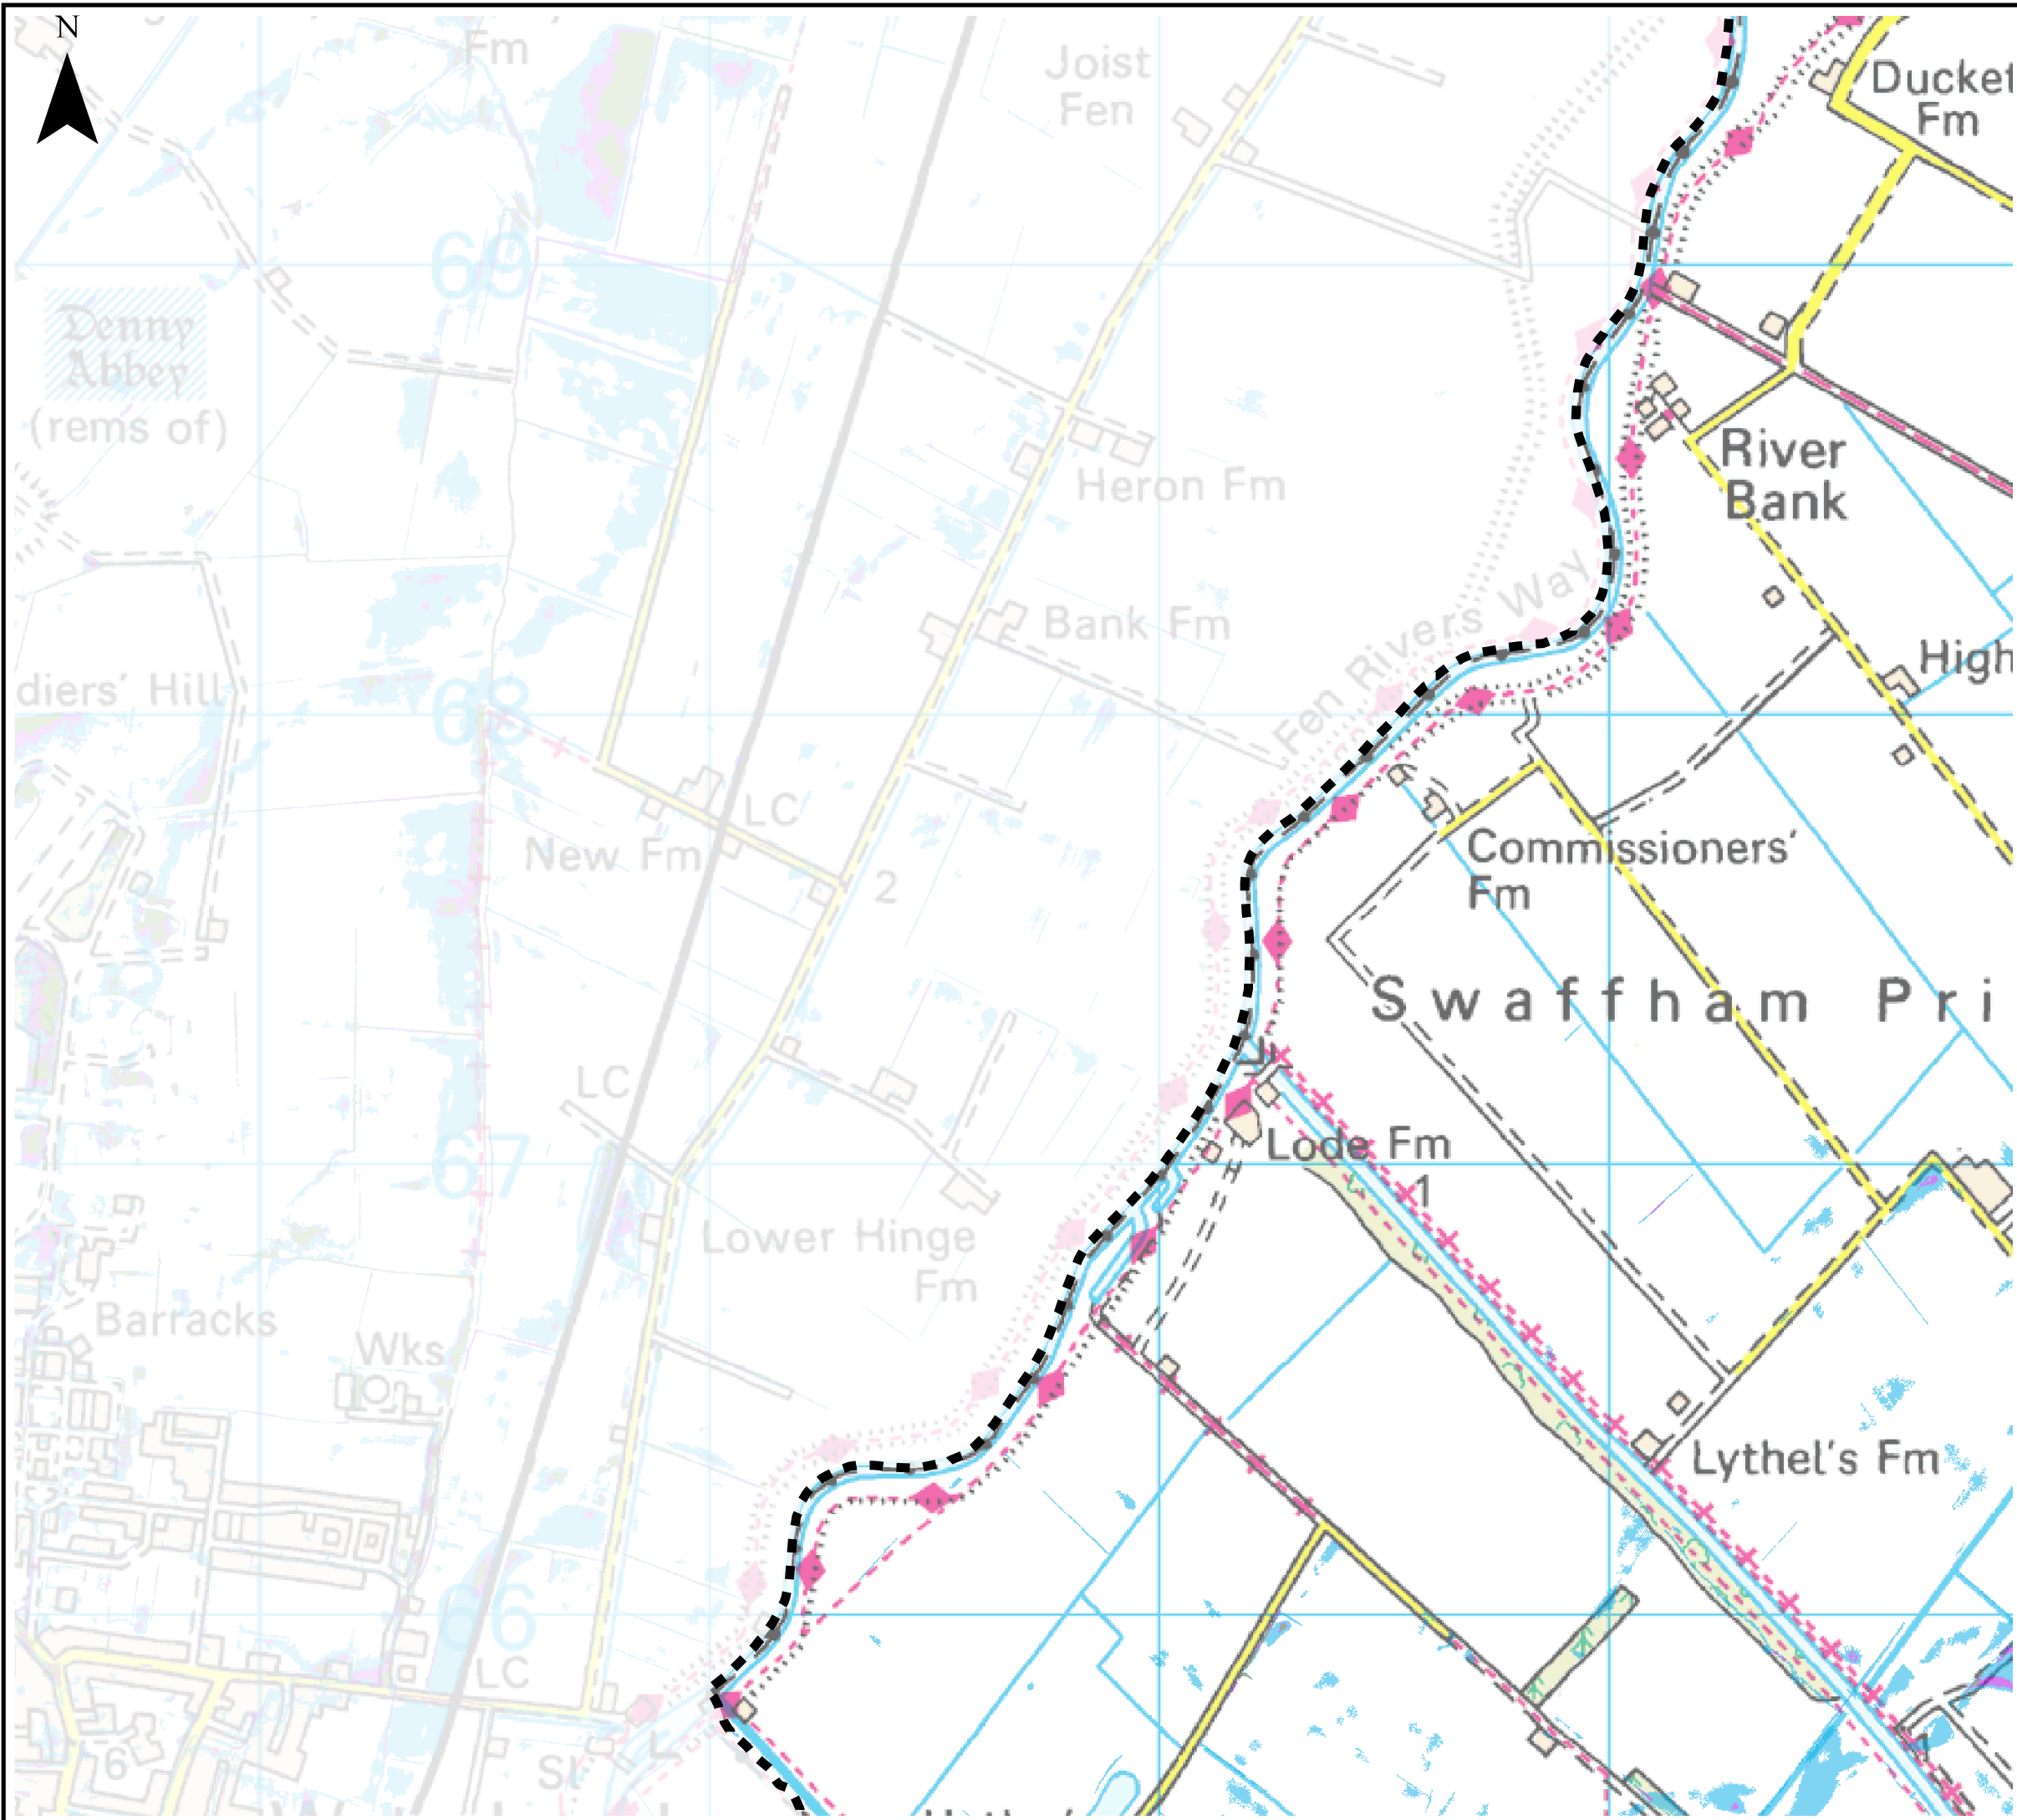 N
Fm
Joist
Fen
Ducket
Fm
69
Denny
Abbey
(rems of)
River
Bank
Heron Fm
Fen Rivers Way
Bank Fm
High
diers' Hill
68
LC
New Fm
2
Commissioners'
Fm
Swaffham Pri
LC
67
Lode Fm
1
Lower Hinge
Fm
Barracks
Wks
Lythel's Fm
66
LC
6
Sl
1